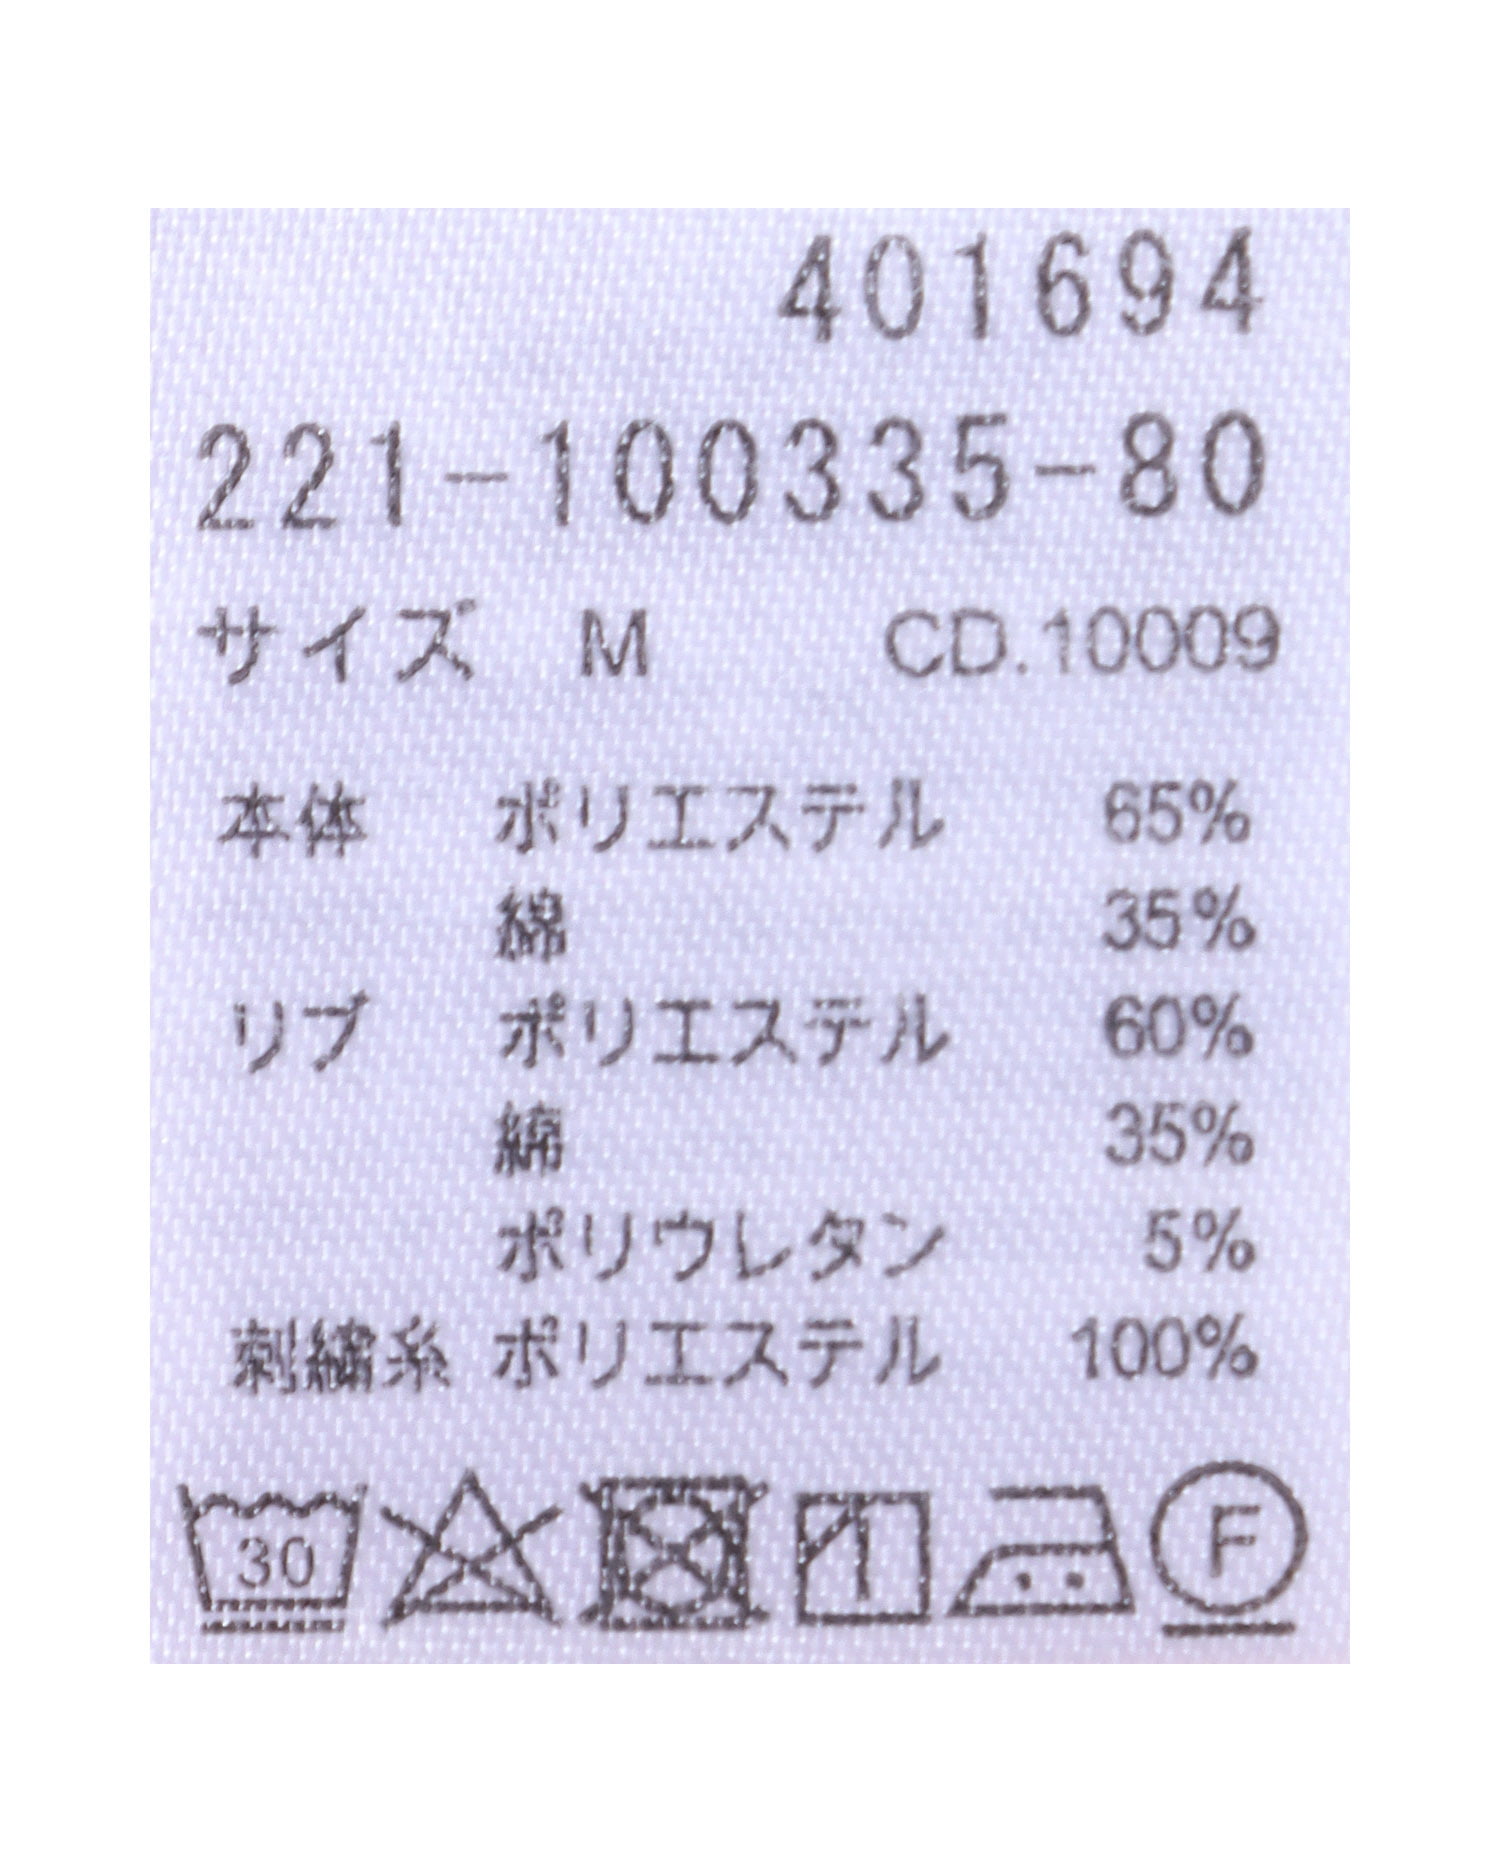 401694
221-100335-80
サイズ M CD.10009
本体 ポリエステル 65%
綿 35%
リブ ポリエステル 60%
綿 35%
ポリウレタン 5%
刺繍糸 ポリエステル 100%
30 F